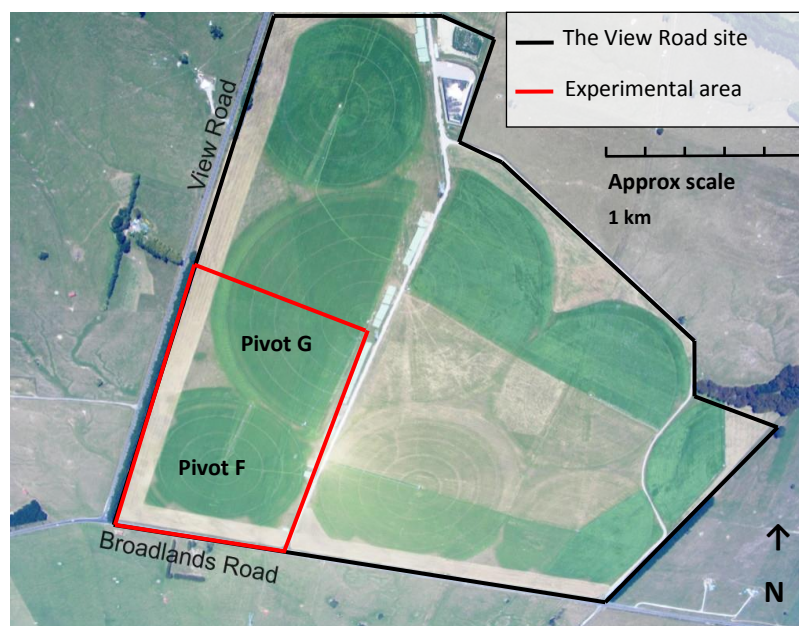 The View Road site
Experimental area
View Road
Approx scale
1 km
Pivot G
Pivot F
Broadlands Road
N